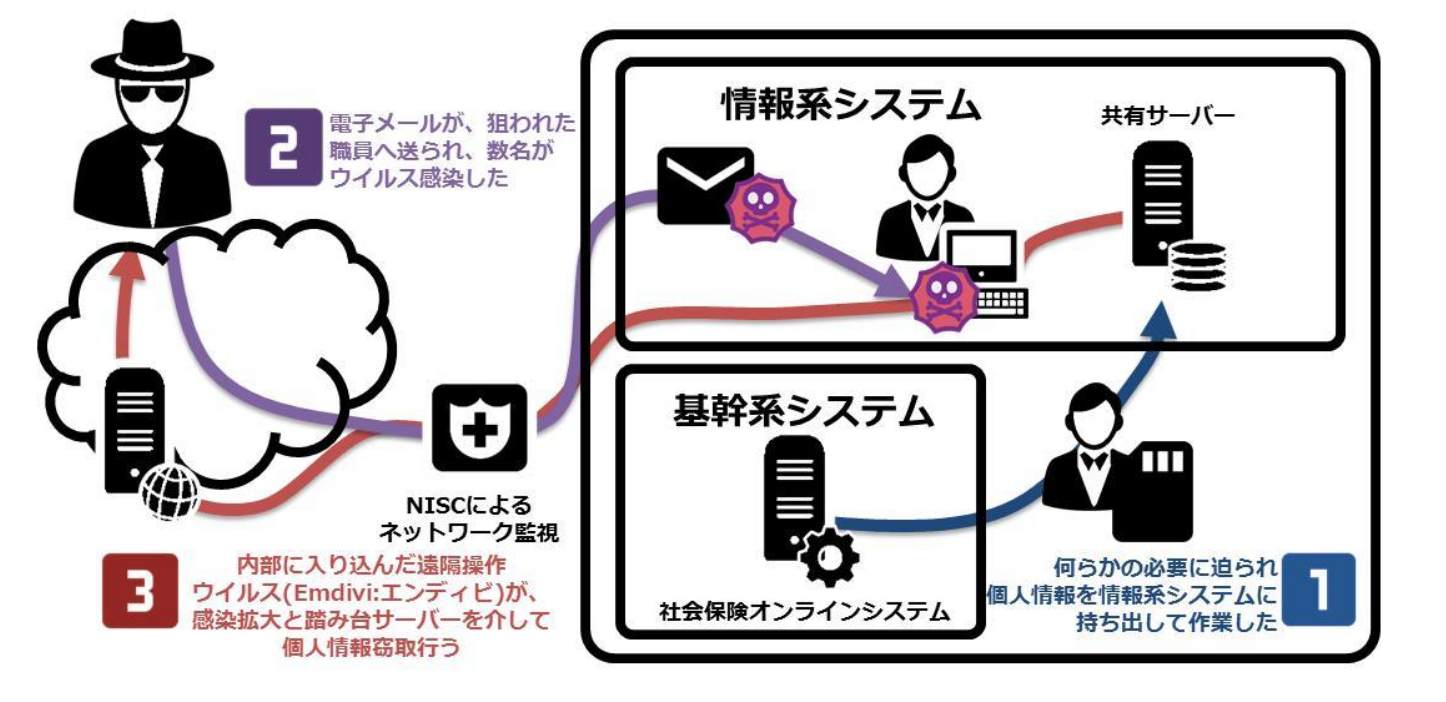 2
電子メールが、狙われた
職員へ送られ、数名が
ウイルス感染した
情報系システム
共有サーバー
基幹系システム
社会保険オンラインシステム
NISCによる
ネットワーク監視
3
内部に入り込んだ遠隔操作
ウイルス(Emdivi:エンディビ)が、
感染拡大と踏み台サーバーを介して
個人情報窃取行う
何らかの必要に迫られ
個人情報を情報系システムに
持ち出して作業した
1